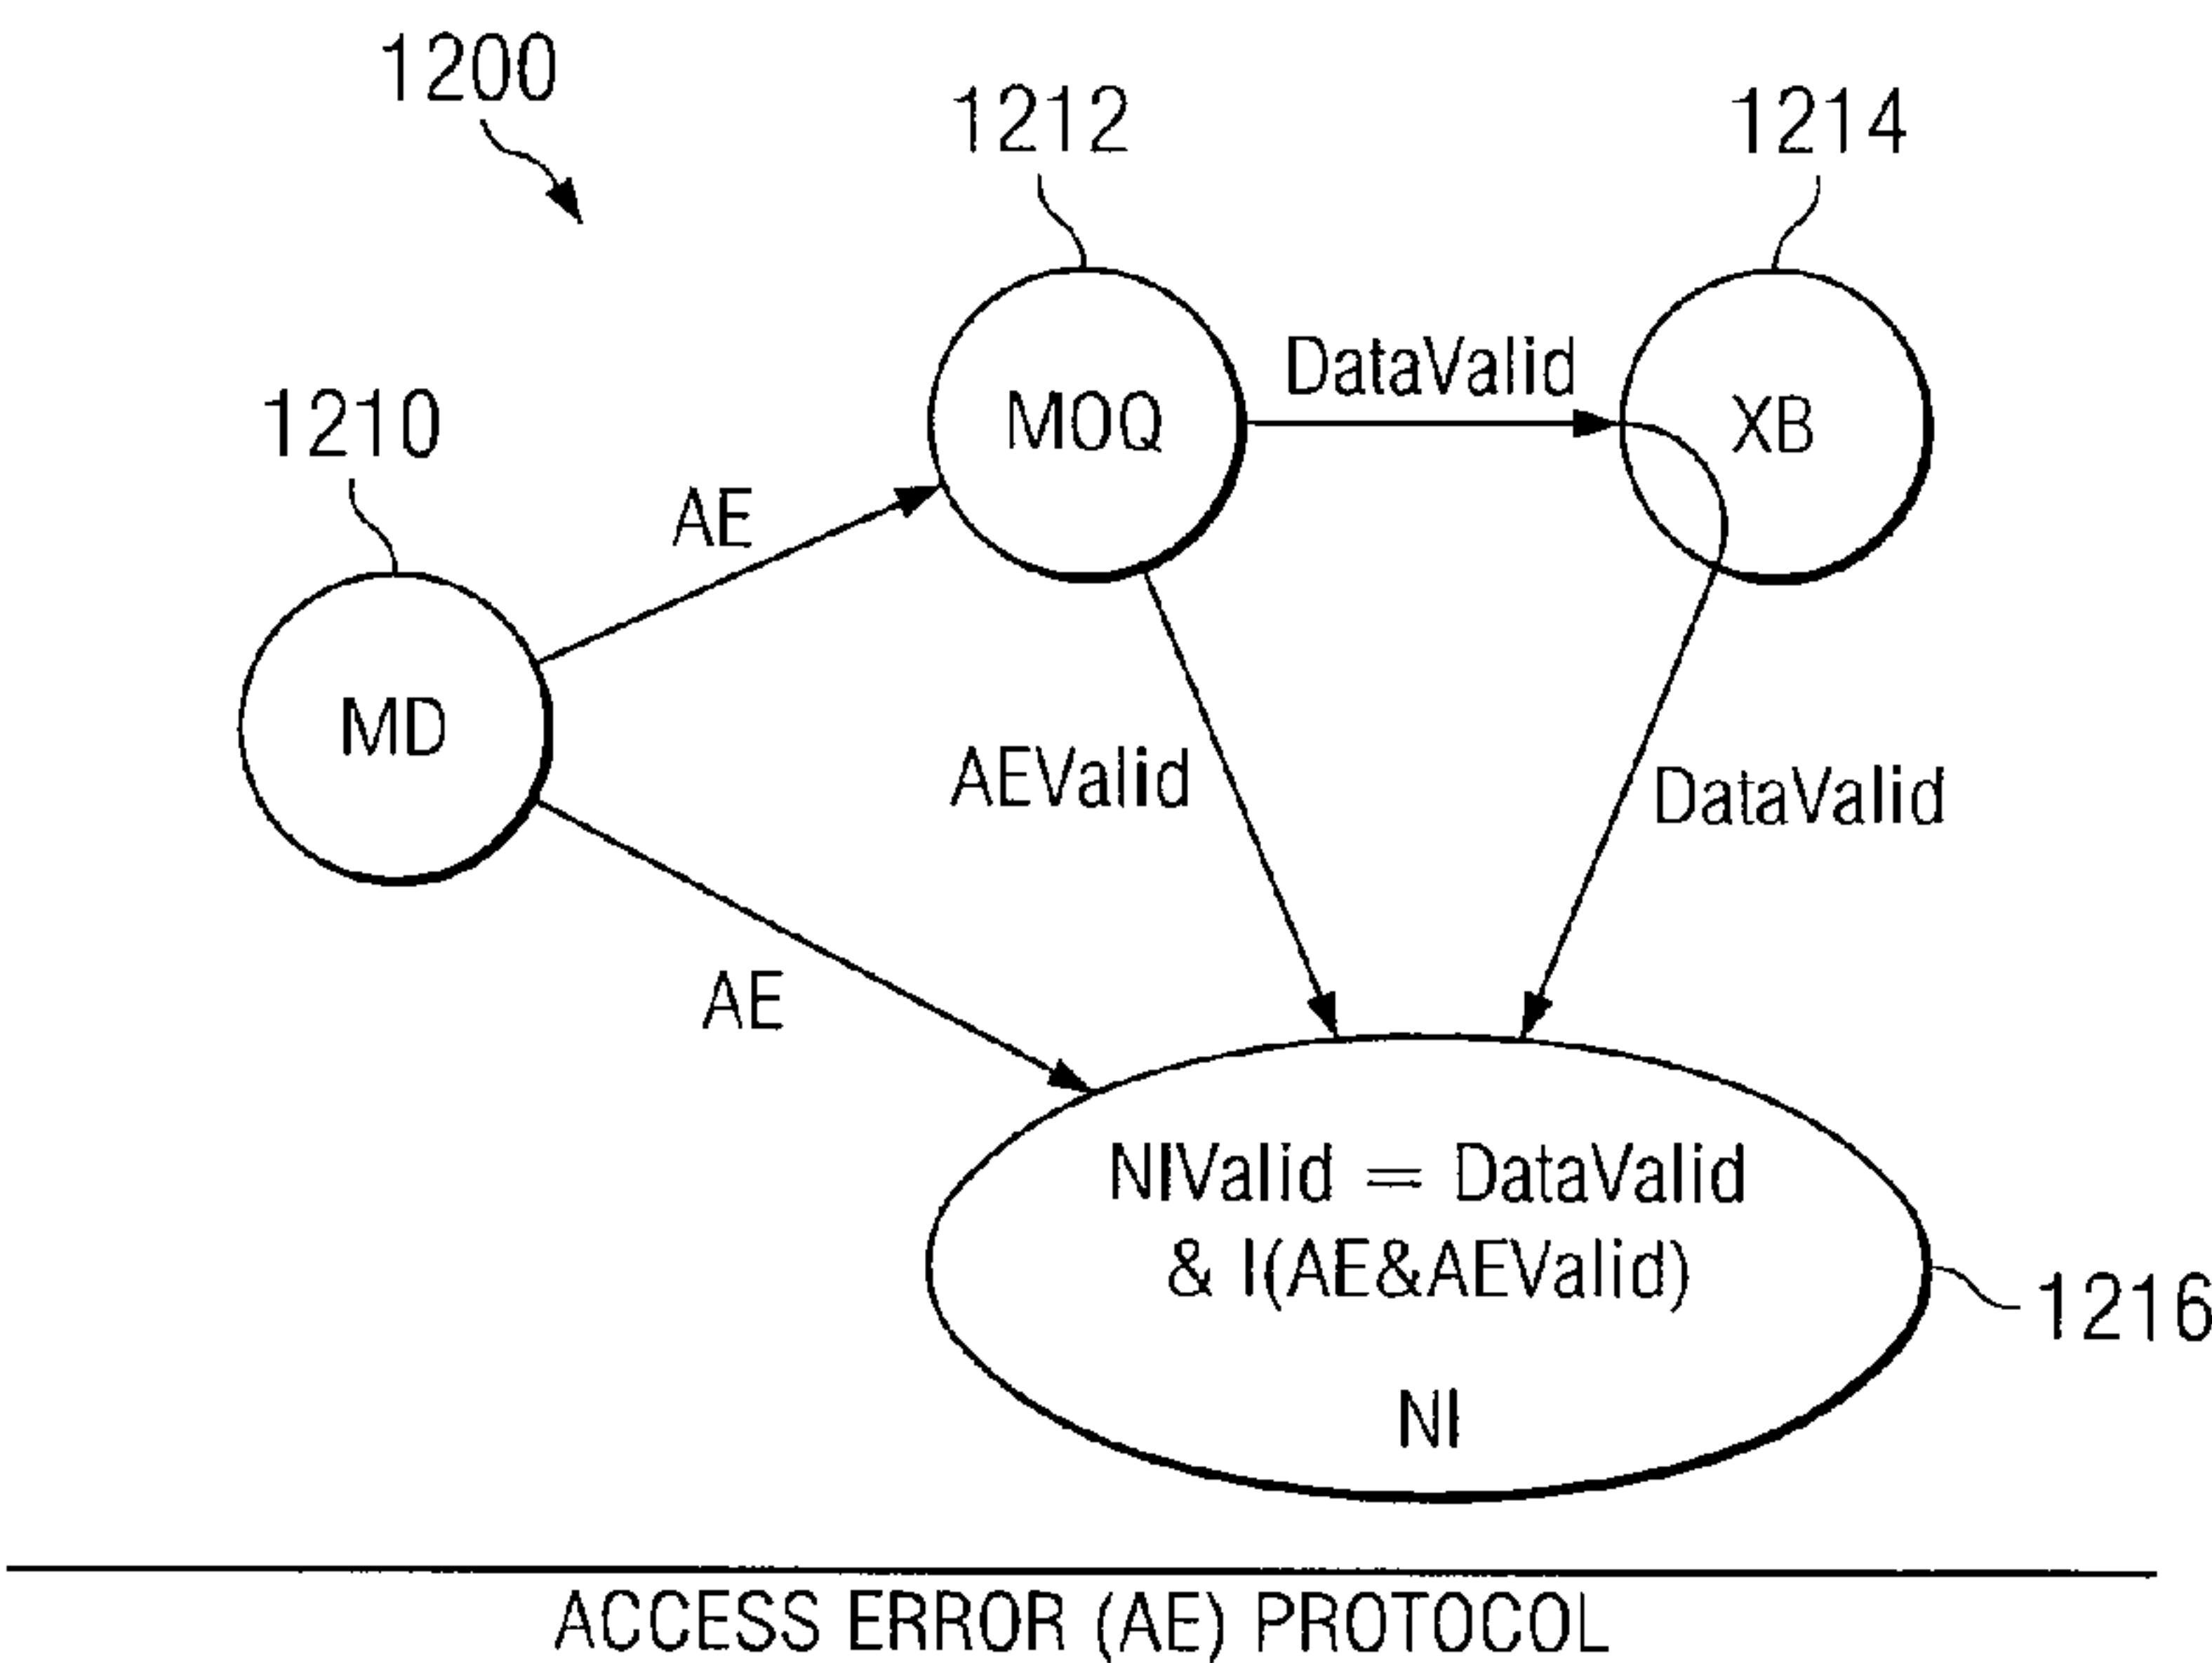 1200
1212
1214
1210
DataValid
MOQ
XB
AE
MD
AEValid
DataValid
AE
NIValid = DataValid
& I(AE&AEValid)
1216
NI
ACCESS ERROR (AE) PROTOCOL